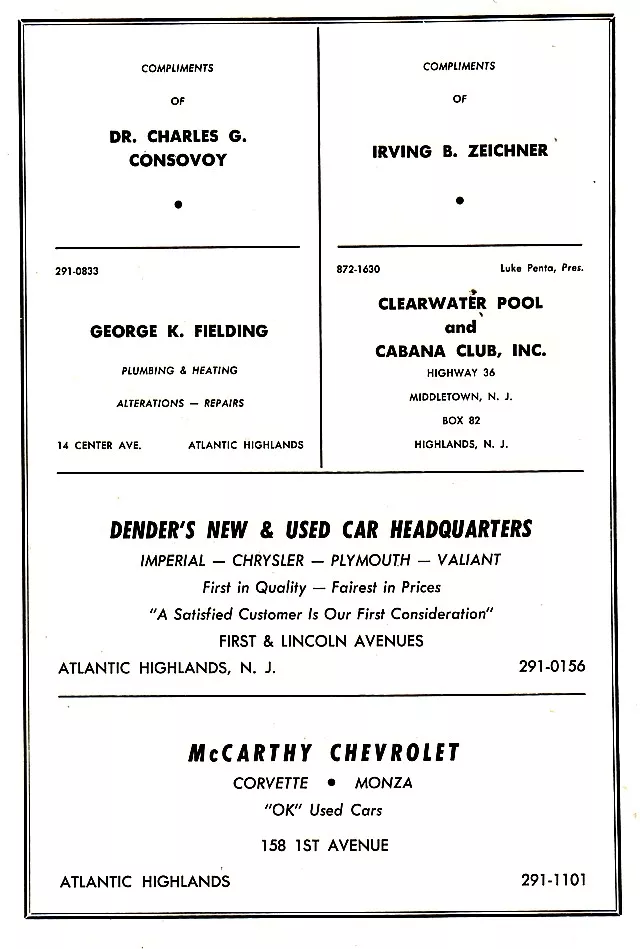 COMPLIMENTS
OF
DR. CHARLES G.
CONSOVOY
COMPLIMENTS
OF
IRVING B. ZEICHNER
291-0833
GEORGE K. FIELDING
PLUMBING & HEATING
ALTERATIONS — REPAIRS
14 CENTER AVE. ATLANTIC HIGHLANDS
872-1630 Luke Penta, Pres.
CLEARWATER POOL
and
CABANA CLUB, INC.
HIGHWAY 36
MIDDLETOWN, N. J.
BOX 82
HIGHLANDS, N. J.
DENDER'S NEW & USED CAR HEADQUARTERS
IMPERIAL — CHRYSLER — PLYMOUTH — VALIANT
First in Quality — Fairest in Prices
"A Satisfied Customer Is Our First Consideration"
FIRST & LINCOLN AVENUES
ATLANTIC HIGHLANDS, N. J. 291-0156
McCARTHY CHEVROLET
CORVETTE • MONZA
"OK" Used Cars
158 1ST AVENUE
ATLANTIC HIGHLANDS 291-1101